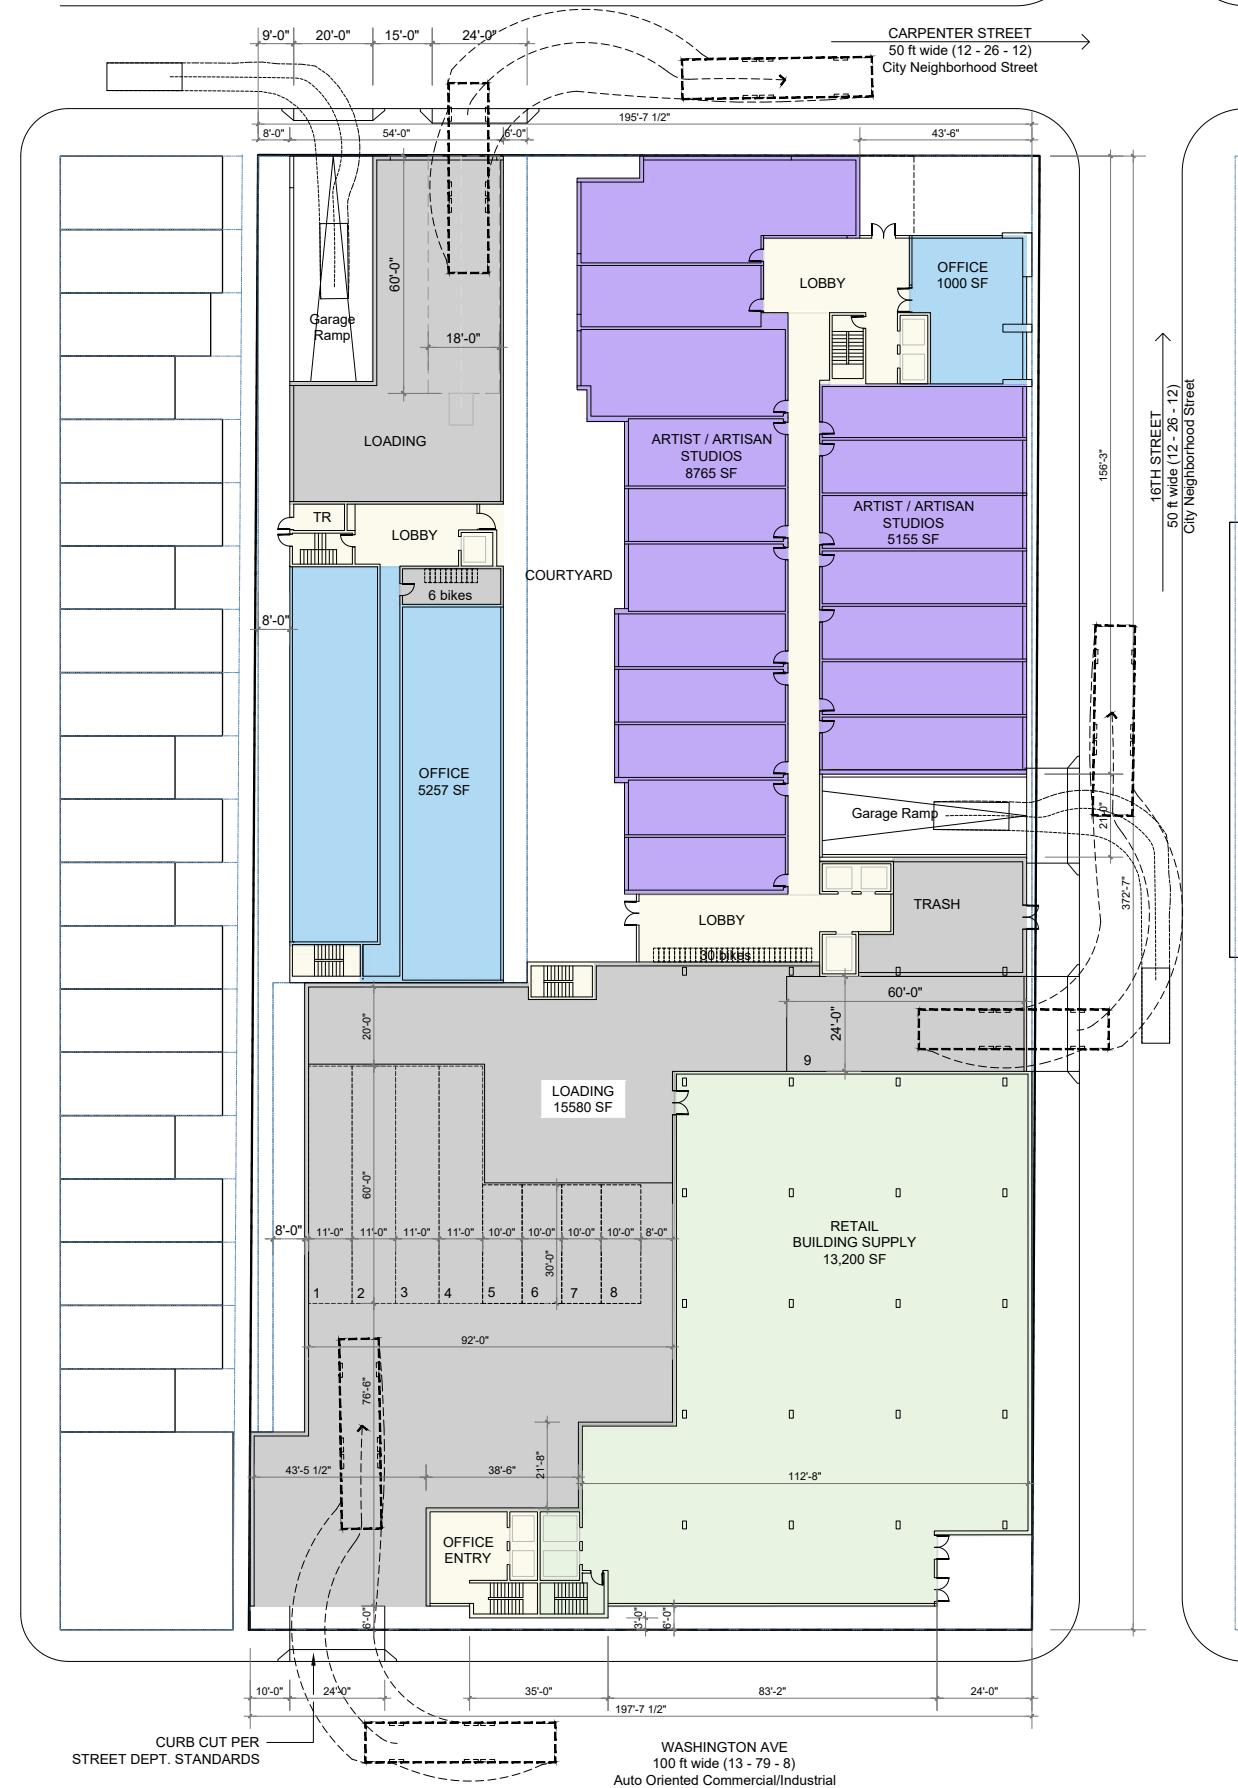 CARPENTER STREET
50 ft wide (12 - 26 - 12)
City Neighborhood Street
9'-0"
20'-0"
15'-0"
24'-0"
195'-7 1/2"
8'-0"
54'-0"
6'-0"
43'-6"
60'-0"
18'-0"
Garage
Ramp
LOADING
LOBBY
OFFICE
1000 SF
ARTIST / ARTISAN
STUDIOS
8765 SF
ARTIST / ARTISAN
STUDIOS
5155 SF
156'-3"
16TH STREET
50 ft wide (12 - 26 - 12)
City Neighborhood Street
TR
LOBBY
6 bikes
COURTYARD
8'-0"
OFFICE
5257 SF
Garage Ramp
21'-0"
372'-7"
TRASH
LOBBY
30 bikes
60'-0"
24'-0"
9
20'-0"
LOADING
15580 SF
60'-0"
8'-0"
11'-0"
11'-0"
11'-0"
11'-0"
10'-0"
10'-0"
10'-0"
10'-0"
8'-0"
30'-0"
1
2
3
4
5
6
7
8
RETAIL
BUILDING SUPPLY
13,200 SF
92'-0"
76'-6"
43'-5 1/2"
38'-6"
21'-8"
112'-8"
OFFICE
ENTRY
6'-0"
3'-0"
6'-0"
10'-0"
24'-0"
35'-0"
83'-2"
24'-0"
197'-7 1/2"
CURB CUT PER
STREET DEPT. STANDARDS
WASHINGTON AVE
100 ft wide (13 - 79 - 8)
Auto Oriented Commercial/Industrial